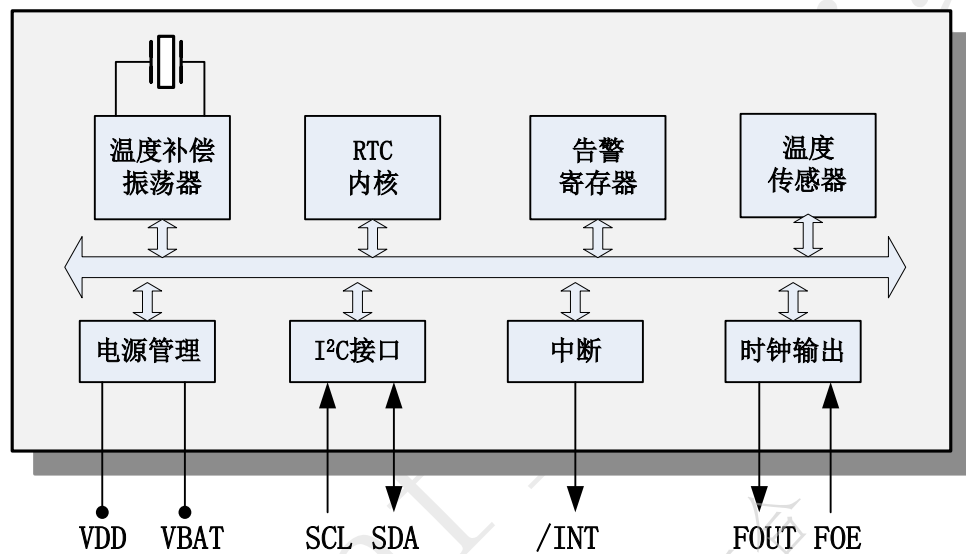 温度补偿
振荡器
RTC
内核
告警
寄存器
温度
传感器
电源管理
I²C接口
中断
时钟输出
VDD VBAT SCL SDA /INT FOUT FOE